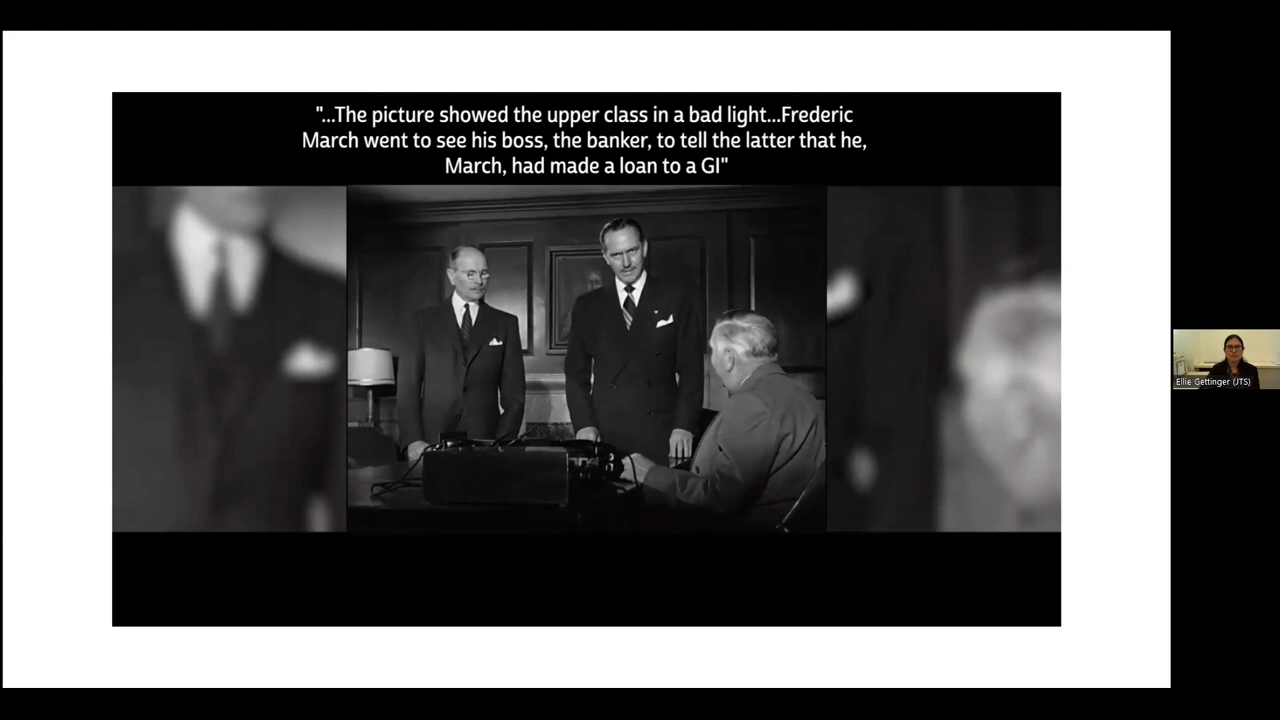 "...The picture showed the upper class in a bad light...Frederic
March went to see his boss, the banker, to tell the latter that he,
March, had made a loan to a GI"
Ellie Gettinger (JTS)